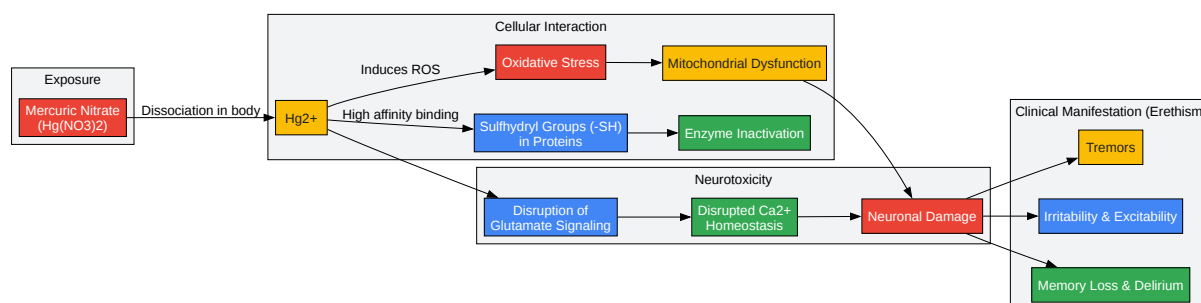 Exposure
Mercuric Nitrate
(Hg(NO3)2)
Dissociation in body
Cellular Interaction
Hg2+
Induces ROS
Oxidative Stress
Mitochondrial Dysfunction
High affinity binding
Sulfhydryl Groups (-SH)
in Proteins
Enzyme Inactivation
Neurotoxicity
Disruption of
Glutamate Signaling
Disrupted Ca2+
Homeostasis
Neuronal Damage
Clinical Manifestation (Erethism
Tremors
Irritability & Excitability
Memory Loss & Delirium